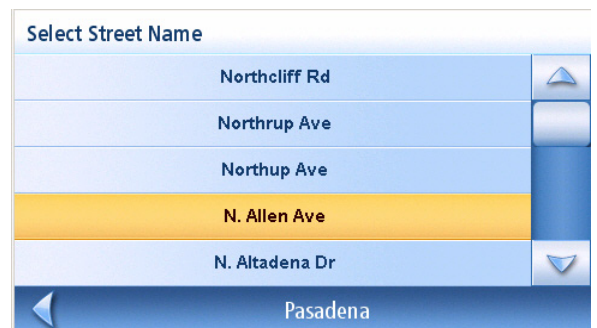 Select Street Name
Northcliff Rd
Northrup Ave
Northup Ave
N. Allen Ave
N. Altadena Dr
Pasadena